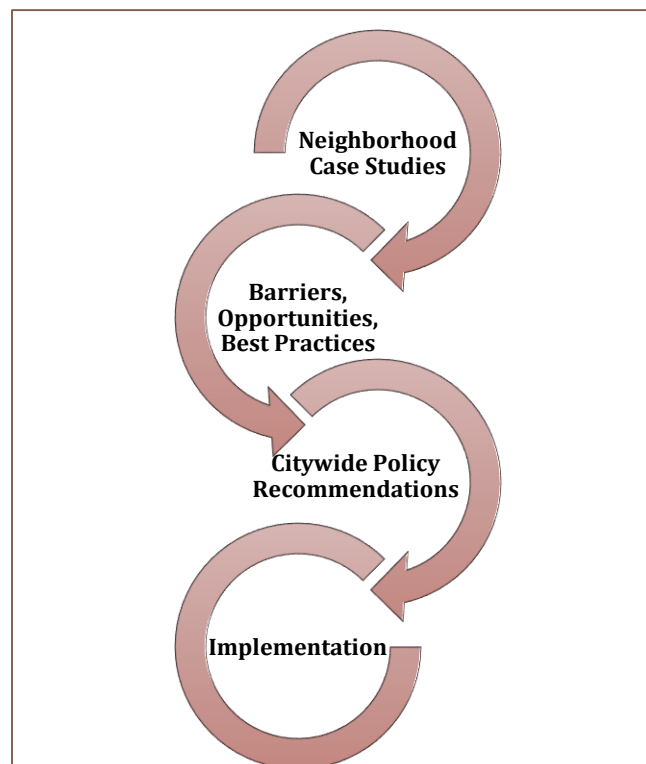 Neighborhood
Case Studies
Barriers,
Opportunities,
Best Practices
Citywide Policy
Recommendations
Implementation